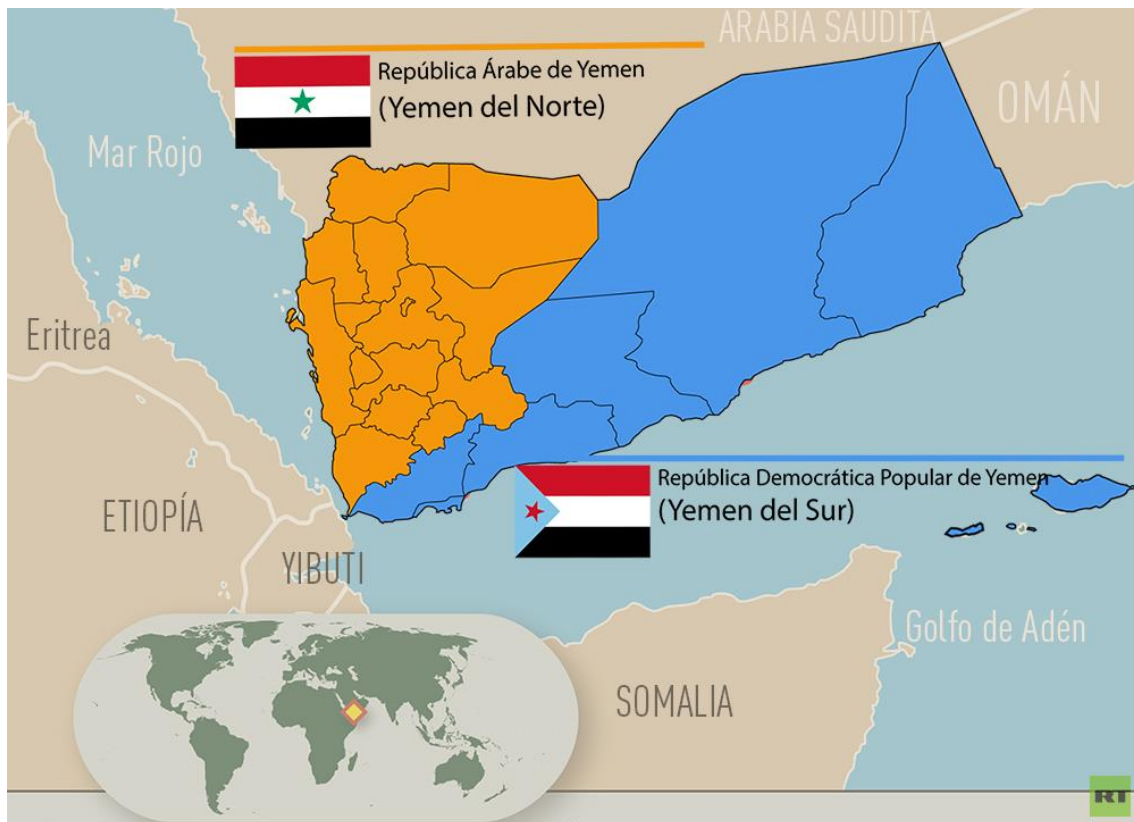 ARABIA SAUDITA
República Árabe de Yemen
(Yemen del Norte)
OMÁN
Mar Rojo
Eritrea
República Democrática Popular de Yemen
(Yemen del Sur)
ETIOPÍA
YIBUTI
Golfo de Adén
SOMALIA
RT